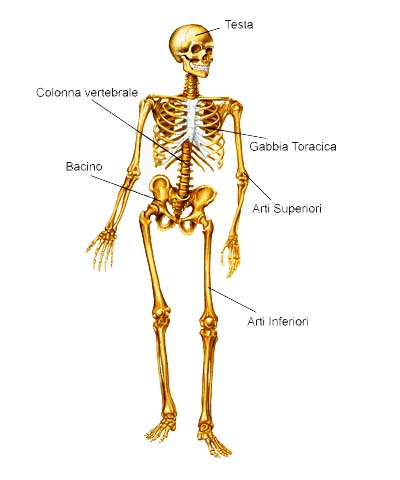 Testa
Colonna vertebrale
Gabbia Toracica
Bacino
Arti Superiori
Arti Inferiori